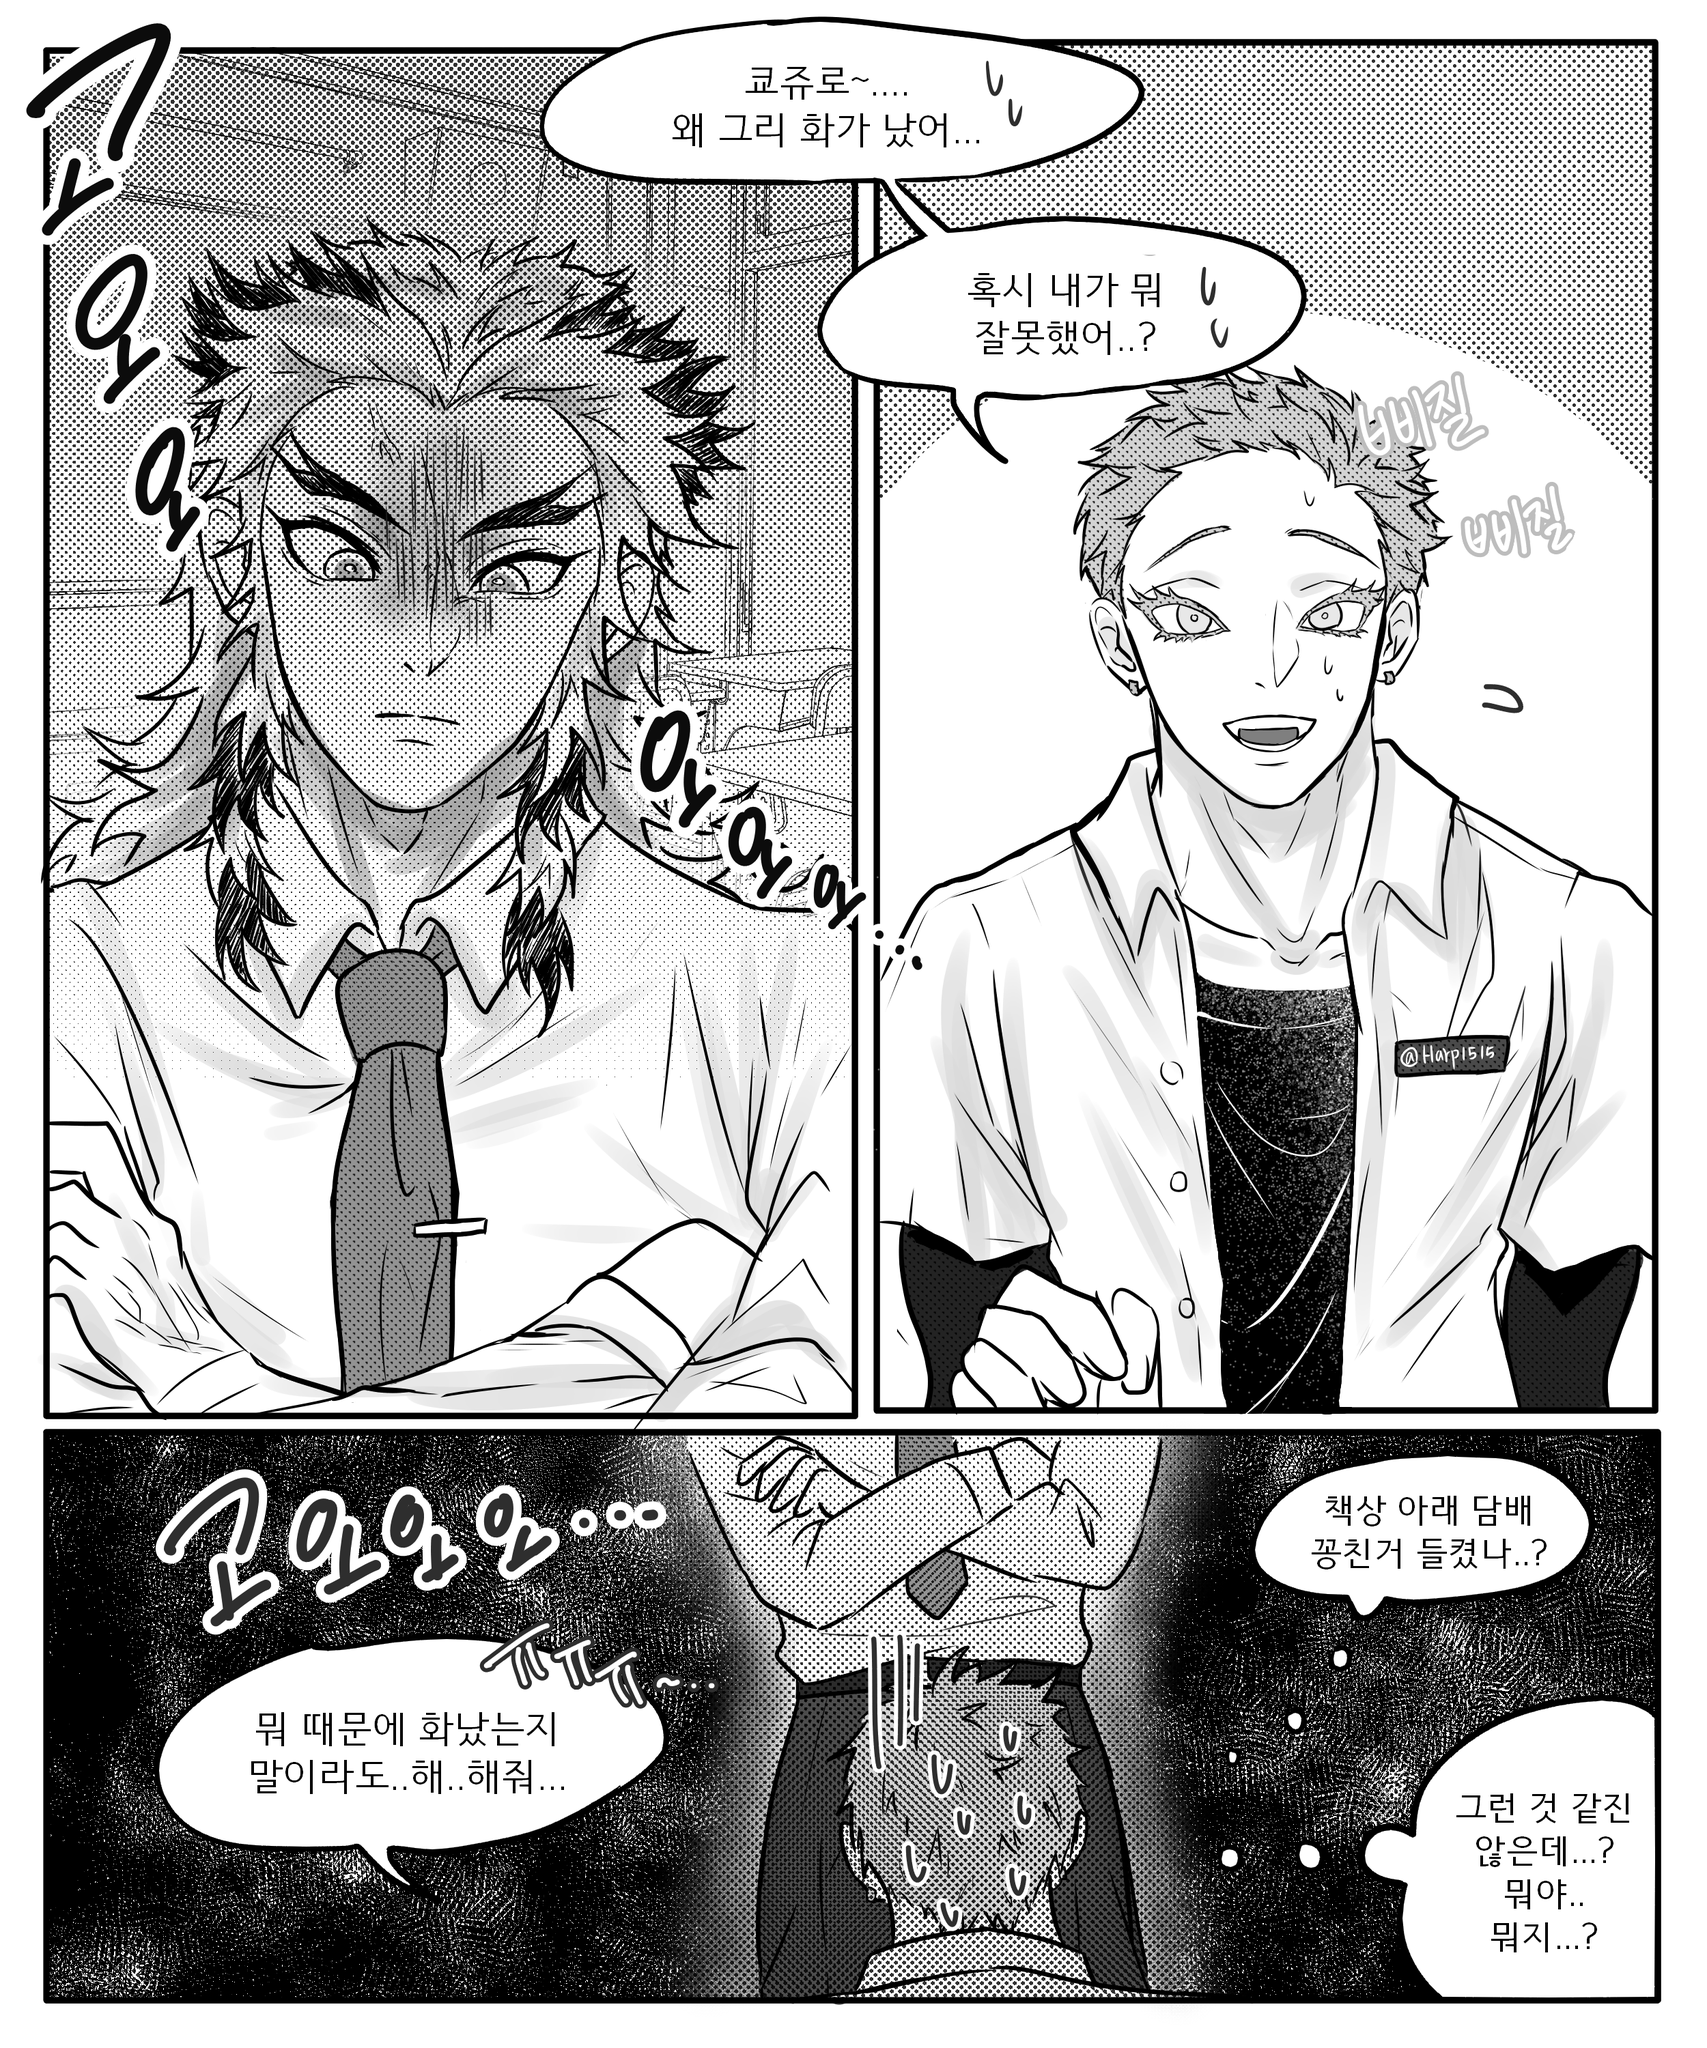 쿄쥬로~....
왜 그리 화가 났어...
혹시 내가 뭐
잘못했어..?
고오오오
오오오...
삐질
삐질
@Harp1515
고오오오...
책상 아래 담배
꽁친거 들켰나..?
ㅠㅠㅠ~..
뭐 때문에 화났는지
말이라도..해..해줘...
그런 것 같진
않은데...?
뭐야..
뭐지...?